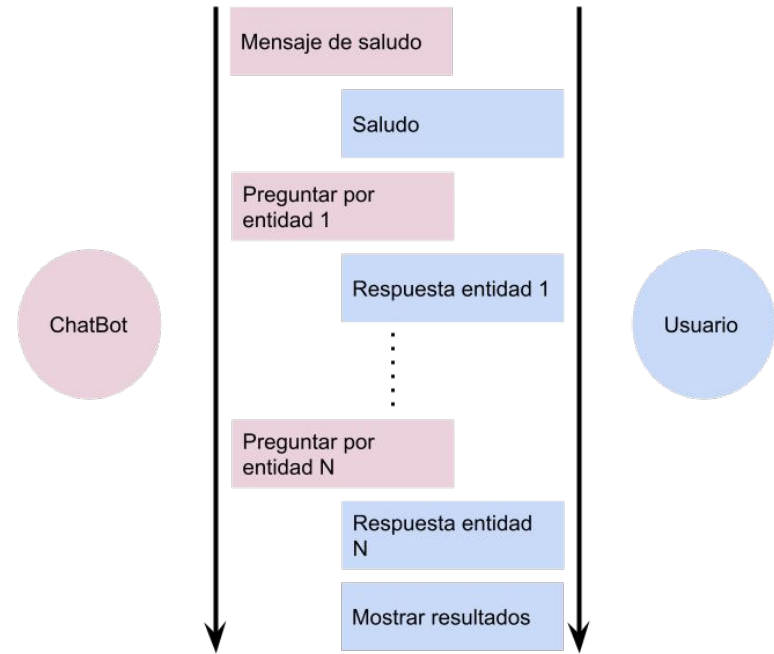 Mensaje de saludo
Saludo
Preguntar por
entidad 1
Respuesta entidad 1
ChatBot
Usuario
Preguntar por
entidad N
Respuesta entidad
N
Mostrar resultados